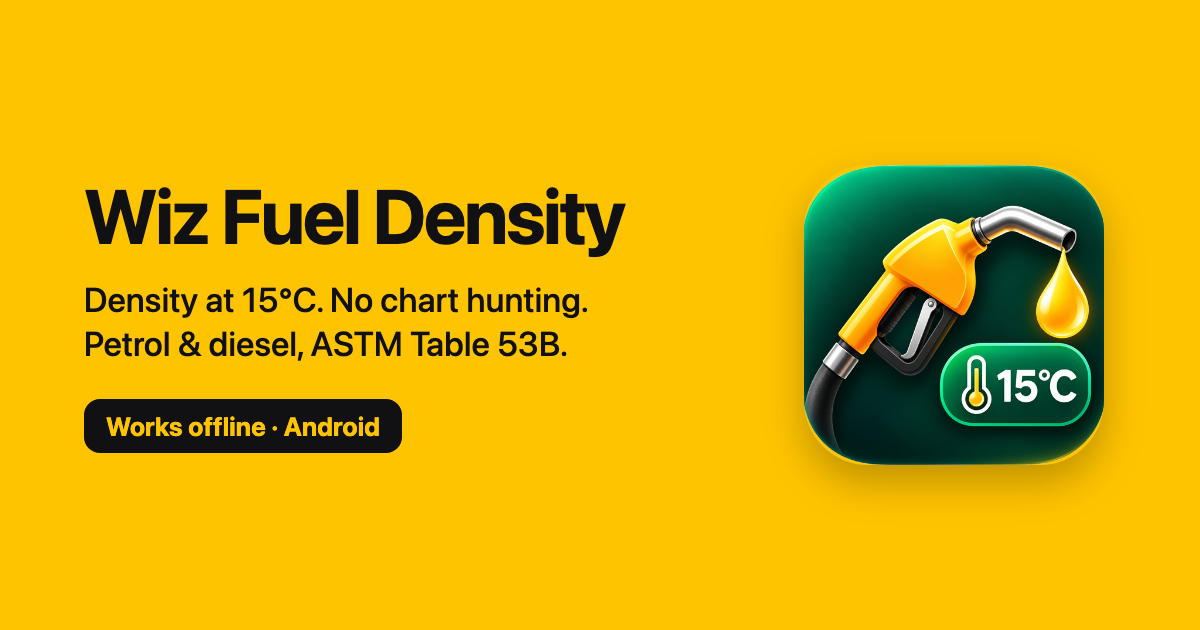 Wiz Fuel Density
Density at 15°C. No chart hunting.
Petrol & diesel, ASTM Table 53B.
Works offline · Android
15°C